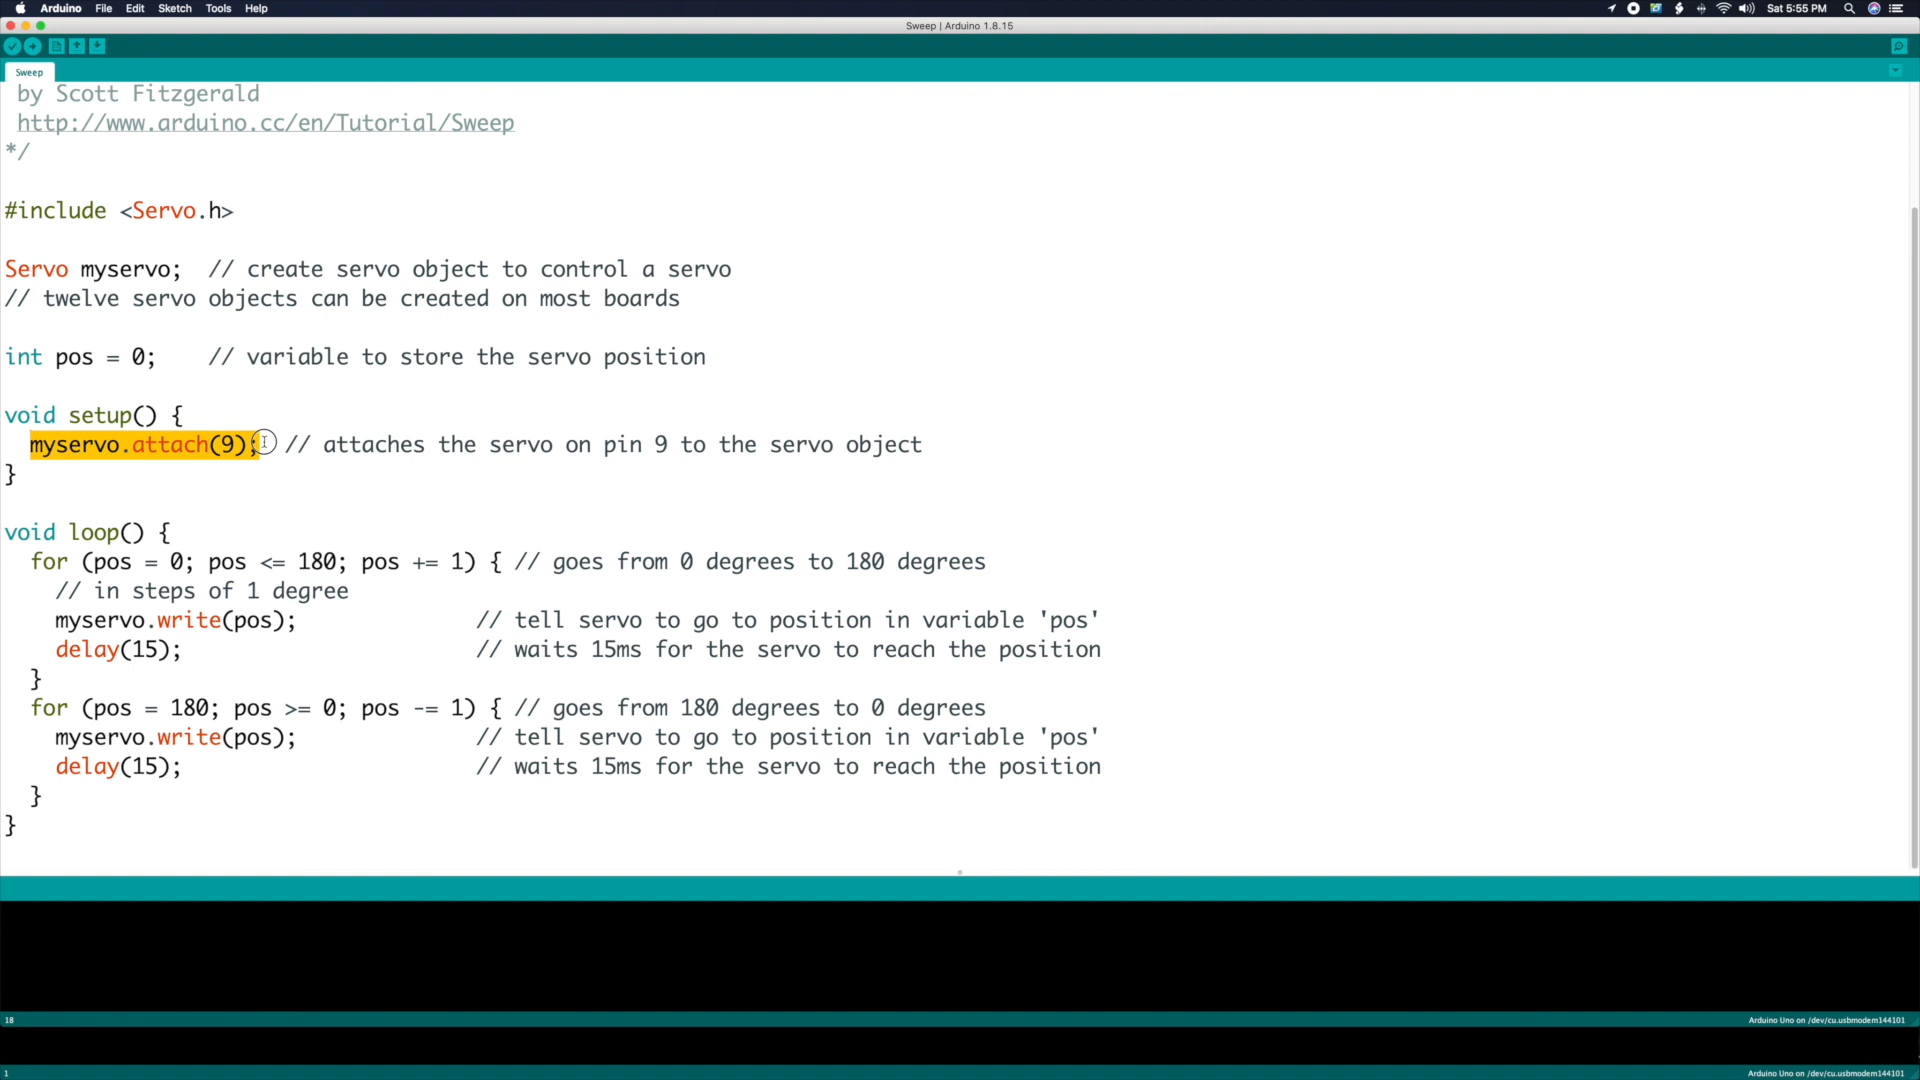 Arduino File Edit Sketch Tools Help
Sat 5:55 PM
Sweep | Arduino 1.8.15
Sweep
by Scott Fitzgerald
http://www.arduino.cc/en/Tutorial/Sweep
*/
#include <Servo.h>
Servo myservo;  // create servo object to control a servo
// twelve servo objects can be created on most boards
int pos = 0;    // variable to store the servo position
void setup() {
  myservo.attach(9);  // attaches the servo on pin 9 to the servo object
}
void loop() {
  for (pos = 0; pos <= 180; pos += 1) { // goes from 0 degrees to 180 degrees
    // in steps of 1 degree
    myservo.write(pos);              // tell servo to go to position in variable 'pos'
    delay(15);                       // waits 15ms for the servo to reach the position
  }
  for (pos = 180; pos >= 0; pos -= 1) { // goes from 180 degrees to 0 degrees
    myservo.write(pos);              // tell servo to go to position in variable 'pos'
    delay(15);                       // waits 15ms for the servo to reach the position
  }
}
18
Arduino Uno on /dev/cu.usbmodem144101
1
Arduino Uno on /dev/cu.usbmodem144101